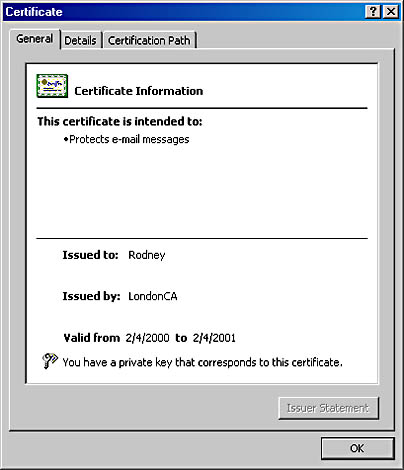 Certificate
General Details Certification Path
Certificate Information
This certificate is intended to:
•Protects e-mail messages
Issued to: Rodney
Issued by: LondonCA
Valid from 2/4/2000 to 2/4/2001
You have a private key that corresponds to this certificate.
Issuer Statement
OK